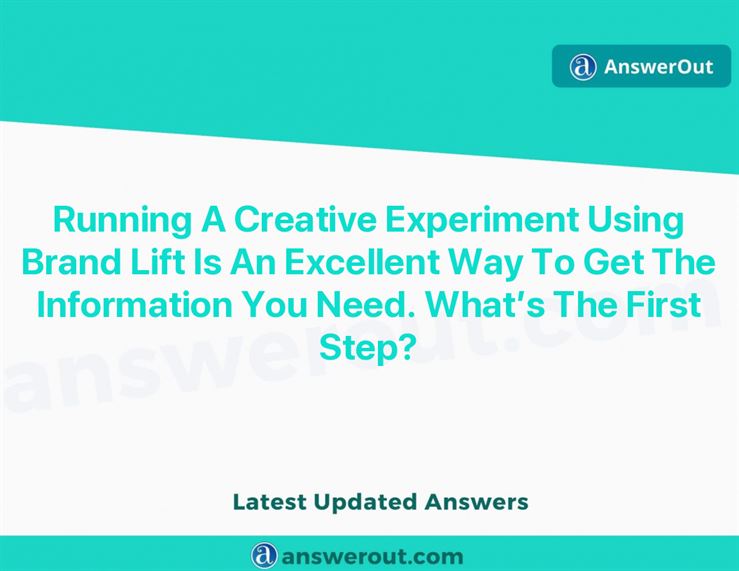 a AnswerOut
Running A Creative Experiment Using
Brand Lift Is An Excellent Way To Get The
Information You Need. What’s The First
Step?
answerout.com
Latest Updated Answers
a answerout.com